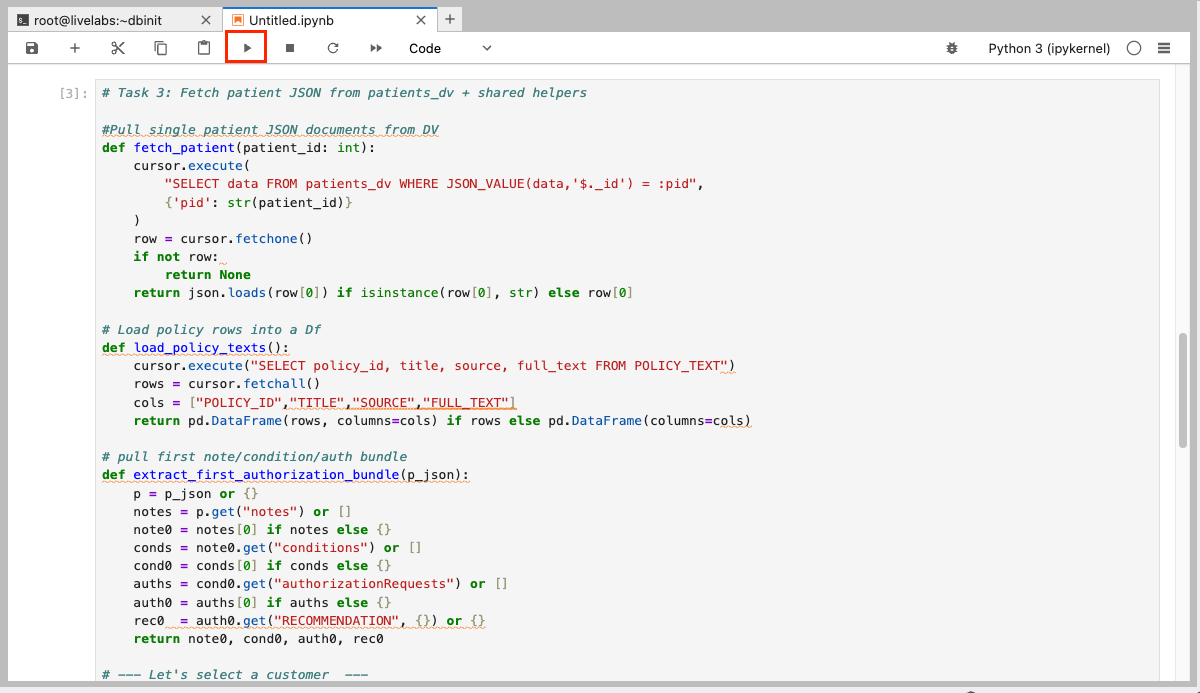 root@livelabs:~dbinit
Untitled.ipynb
Code
Python 3 (ipykernel)
[3]:
# Task 3: Fetch patient JSON from patients_dv + shared helpers
#Pull single patient JSON documents from DV
def fetch_patient(patient_id: int):
    cursor.execute(
        "SELECT data FROM patients_dv WHERE JSON_VALUE(data,'$._id') = :pid",
        {'pid': str(patient_id)}
    )
    row = cursor.fetchone()
    if not row:
        return None
    return json.loads(row[0]) if isinstance(row[0], str) else row[0]
# Load policy rows into a Df
def load_policy_texts():
    cursor.execute("SELECT policy_id, title, source, full_text FROM POLICY_TEXT")
    rows = cursor.fetchall()
    cols = ["POLICY_ID","TITLE","SOURCE","FULL_TEXT"]
    return pd.DataFrame(rows, columns=cols) if rows else pd.DataFrame(columns=cols)
# pull first note/condition/auth bundle
def extract_first_authorization_bundle(p_json):
    p = p_json or {}
    notes = p.get("notes") or []
    note0 = notes[0] if notes else {}
    conds = note0.get("conditions") or []
    cond0 = conds[0] if conds else {}
    auths = cond0.get("authorizationRequests") or []
    auth0 = auths[0] if auths else {}
    rec0  = auth0.get("RECOMMENDATION", {}) or {}
    return note0, cond0, auth0, rec0
# --- Let's select a customer  ---